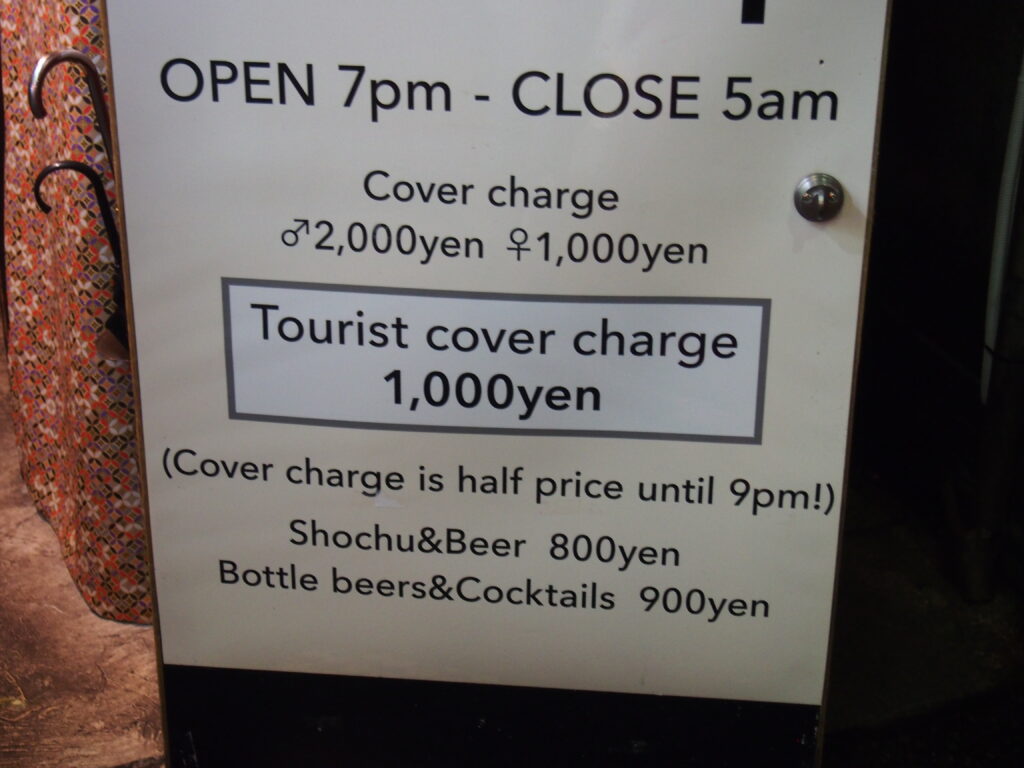 OPEN 7pm - CLOSE 5am
Cover charge
♂2,000yen ♀1,000yen
Tourist cover charge
1,000yen
(Cover charge is half price until 9pm!)
Shochu&Beer 800yen
Bottle beers&Cocktails 900yen